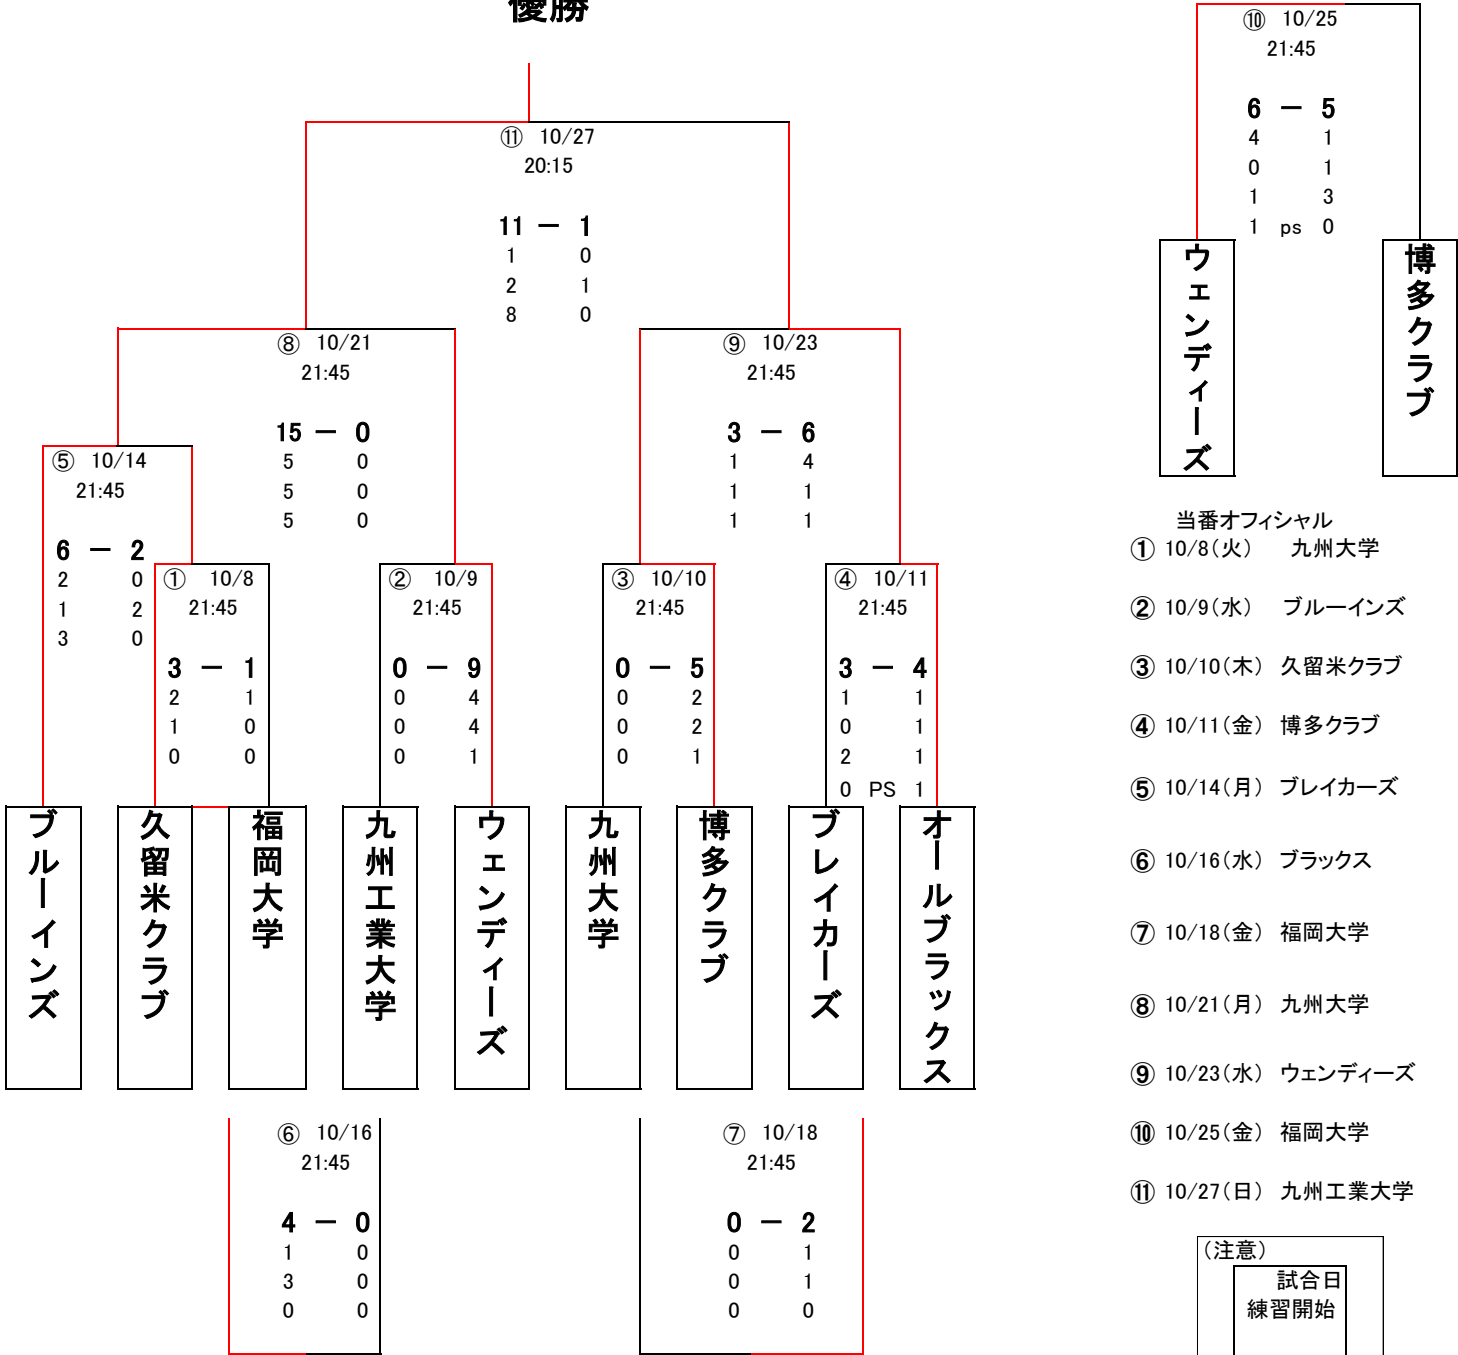 優勝
⑪ 10/27
20:15
11 － 1
1 0
2 1
8 0
⑩ 10/25
21:45
6 － 5
4 1
0 1
1 3
1 ps 0
ウェンディーズ
博多クラブ
⑧ 10/21
21:45
15 － 0
5 0
5 0
5 0
⑨ 10/23
21:45
3 － 6
1 4
1 1
1 1
⑤ 10/14
21:45
6 － 2
2 0
1 2
3 0
① 10/8
21:45
3 － 1
2 1
1 0
0 0
② 10/9
21:45
0 － 9
0 4
0 4
0 1
③ 10/10
21:45
0 － 5
0 2
0 2
0 1
④ 10/11
21:45
3 － 4
1 1
0 1
2 1
0 PS 1
ブルーインズ
久留米クラブ
福岡大学
九州工業大学
ウェンディーズ
九州大学
博多クラブ
ブレイカーズ
オールブラックス
⑥ 10/16
21:45
4 － 0
1 0
3 0
0 0
⑦ 10/18
21:45
0 － 2
0 1
0 1
0 0
当番オフィシャル
① 10/8（火） 九州大学
② 10/9（水） ブルーインズ
③ 10/10（木） 久留米クラブ
④ 10/11（金） 博多クラブ
⑤ 10/14（月） ブレイカーズ
⑥ 10/16（水） ブラックス
⑦ 10/18（金） 福岡大学
⑧ 10/21（月） 九州大学
⑨ 10/23（水） ウェンディーズ
⑩ 10/25（金） 福岡大学
⑪ 10/27（日） 九州工業大学
（注意）
試合日
練習開始